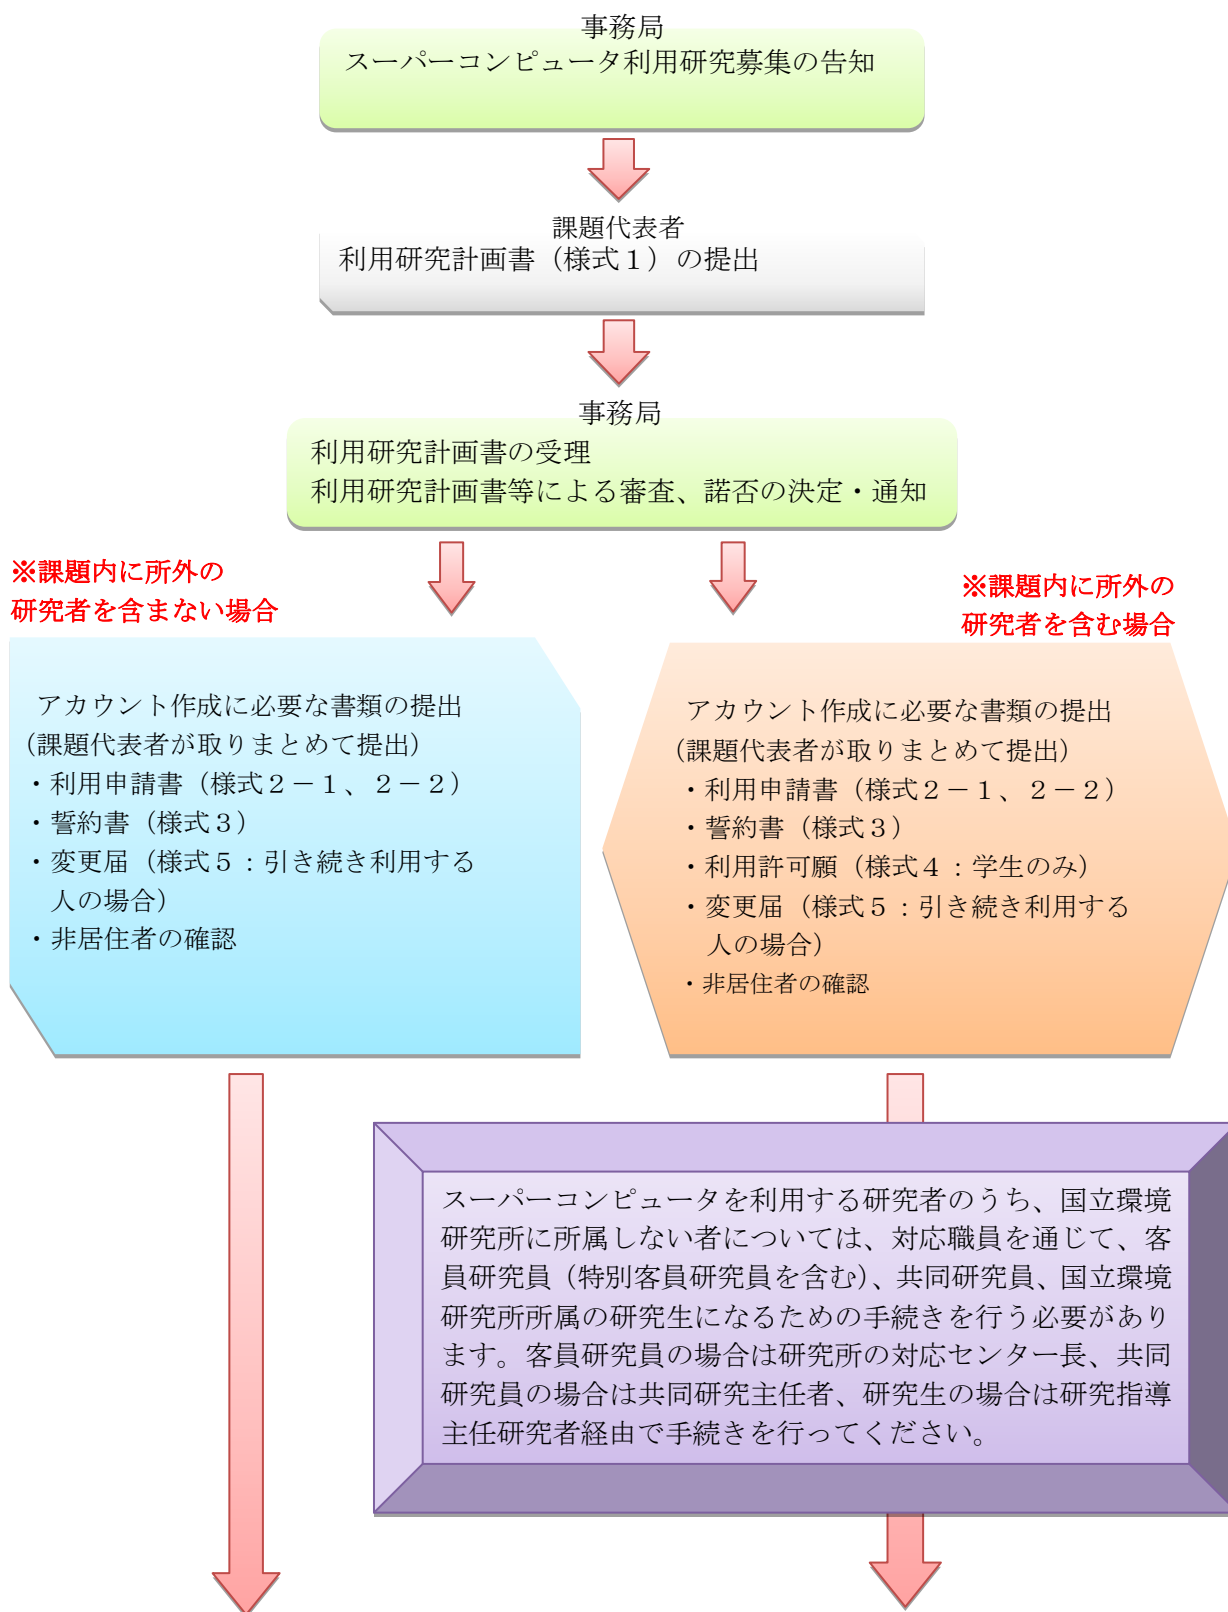 事務局
スーパーコンピュータ利用研究募集の告知
課題代表者
利用研究計画書（様式１）の提出
事務局
利用研究計画書の受理
利用研究計画書等による審査、諾否の決定・通知
※課題内に所外の
研究者を含まない場合
アカウント作成に必要な書類の提出
（課題代表者が取りまとめて提出）
・利用申請書（様式２－１、２－２）
・誓約書（様式３）
・変更届（様式５：引き続き利用する
人の場合）
・非居住者の確認
※課題内に所外の
研究者を含む場合
アカウント作成に必要な書類の提出
（課題代表者が取りまとめて提出）
・利用申請書（様式２－１、２－２）
・誓約書（様式３）
・利用許可願（様式４：学生のみ）
・変更届（様式５：引き続き利用する
人の場合）
・非居住者の確認
スーパーコンピュータを利用する研究者のうち、国立環境
研究所に所属しない者については、対応職員を通じて、客
員研究員（特別客員研究員を含む）、共同研究員、国立環境
研究所所属の研究生になるための手続きを行う必要があり
ます。客員研究員の場合は研究所の対応センター長、共同
研究員の場合は共同研究主任者、研究生の場合は研究指導
主任研究者経由で手続きを行ってください。